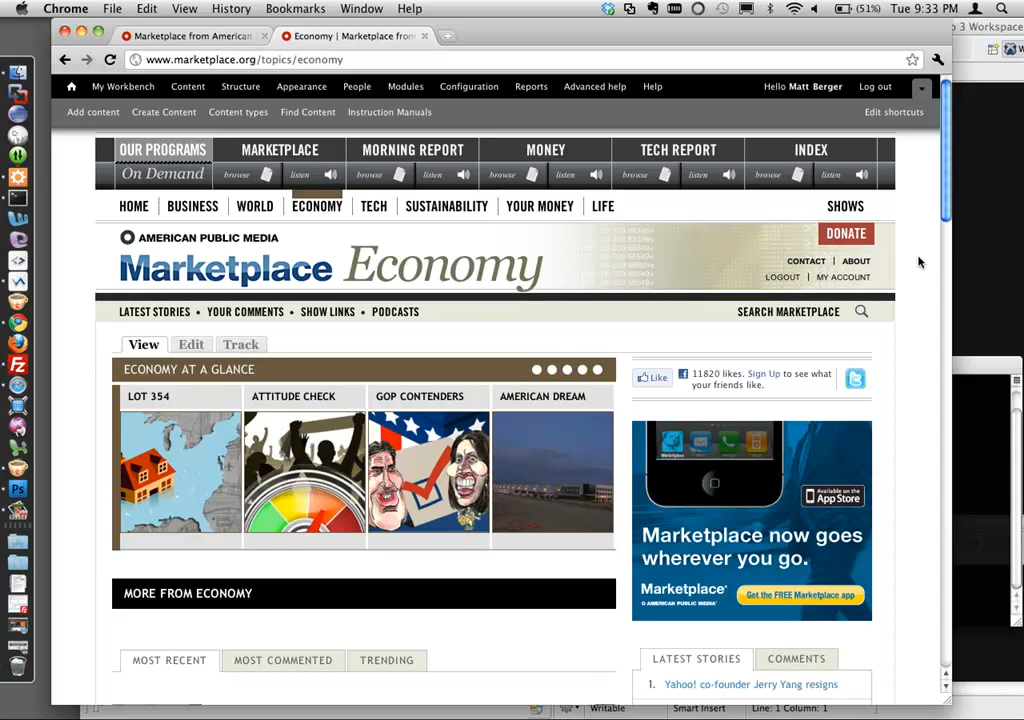 Chrome File Edit View History Bookmarks Window Help (51%) Tue 9:33 PM
Marketplace from American Economy | Marketplace from
p 3 Workspace
www.marketplace.org/topics/economy
My Workbench Content Structure Appearance People Modules Configuration Reports Advanced help Help Hello Matt Berger Log out
Add content Create Content Content types Find Content Instruction Manuals Edit shortcuts
OUR PROGRAMS MARKETPLACE MORNING REPORT MONEY TECH REPORT INDEX
On Demand browse listen browse listen browse listen browse listen browse listen
HOME BUSINESS WORLD ECONOMY TECH SUSTAINABILITY YOUR MONEY LIFE SHOWS
DONATE
AMERICAN PUBLIC MEDIA
Marketplace Economy
CONTACT ABOUT
LOGOUT MY ACCOUNT
LATEST STORIES • YOUR COMMENTS • SHOW LINKS • PODCASTS SEARCH MARKETPLACE
View Edit Track
ECONOMY AT A GLANCE
Like 11820 likes. Sign Up to see what your friends like.
LOT 354 ATTITUDE CHECK GOP CONTENDERS AMERICAN DREAM
Available on the
App Store
Marketplace now goes
wherever you go.
Marketplace®
AMERICAN PUBLIC MEDIA®
Get the FREE Marketplace app
MORE FROM ECONOMY
MOST RECENT MOST COMMENTED TRENDING
LATEST STORIES COMMENTS
1. Yahoo! co-founder Jerry Yang resigns
Writable Smart Insert Line: 1 Column: 1